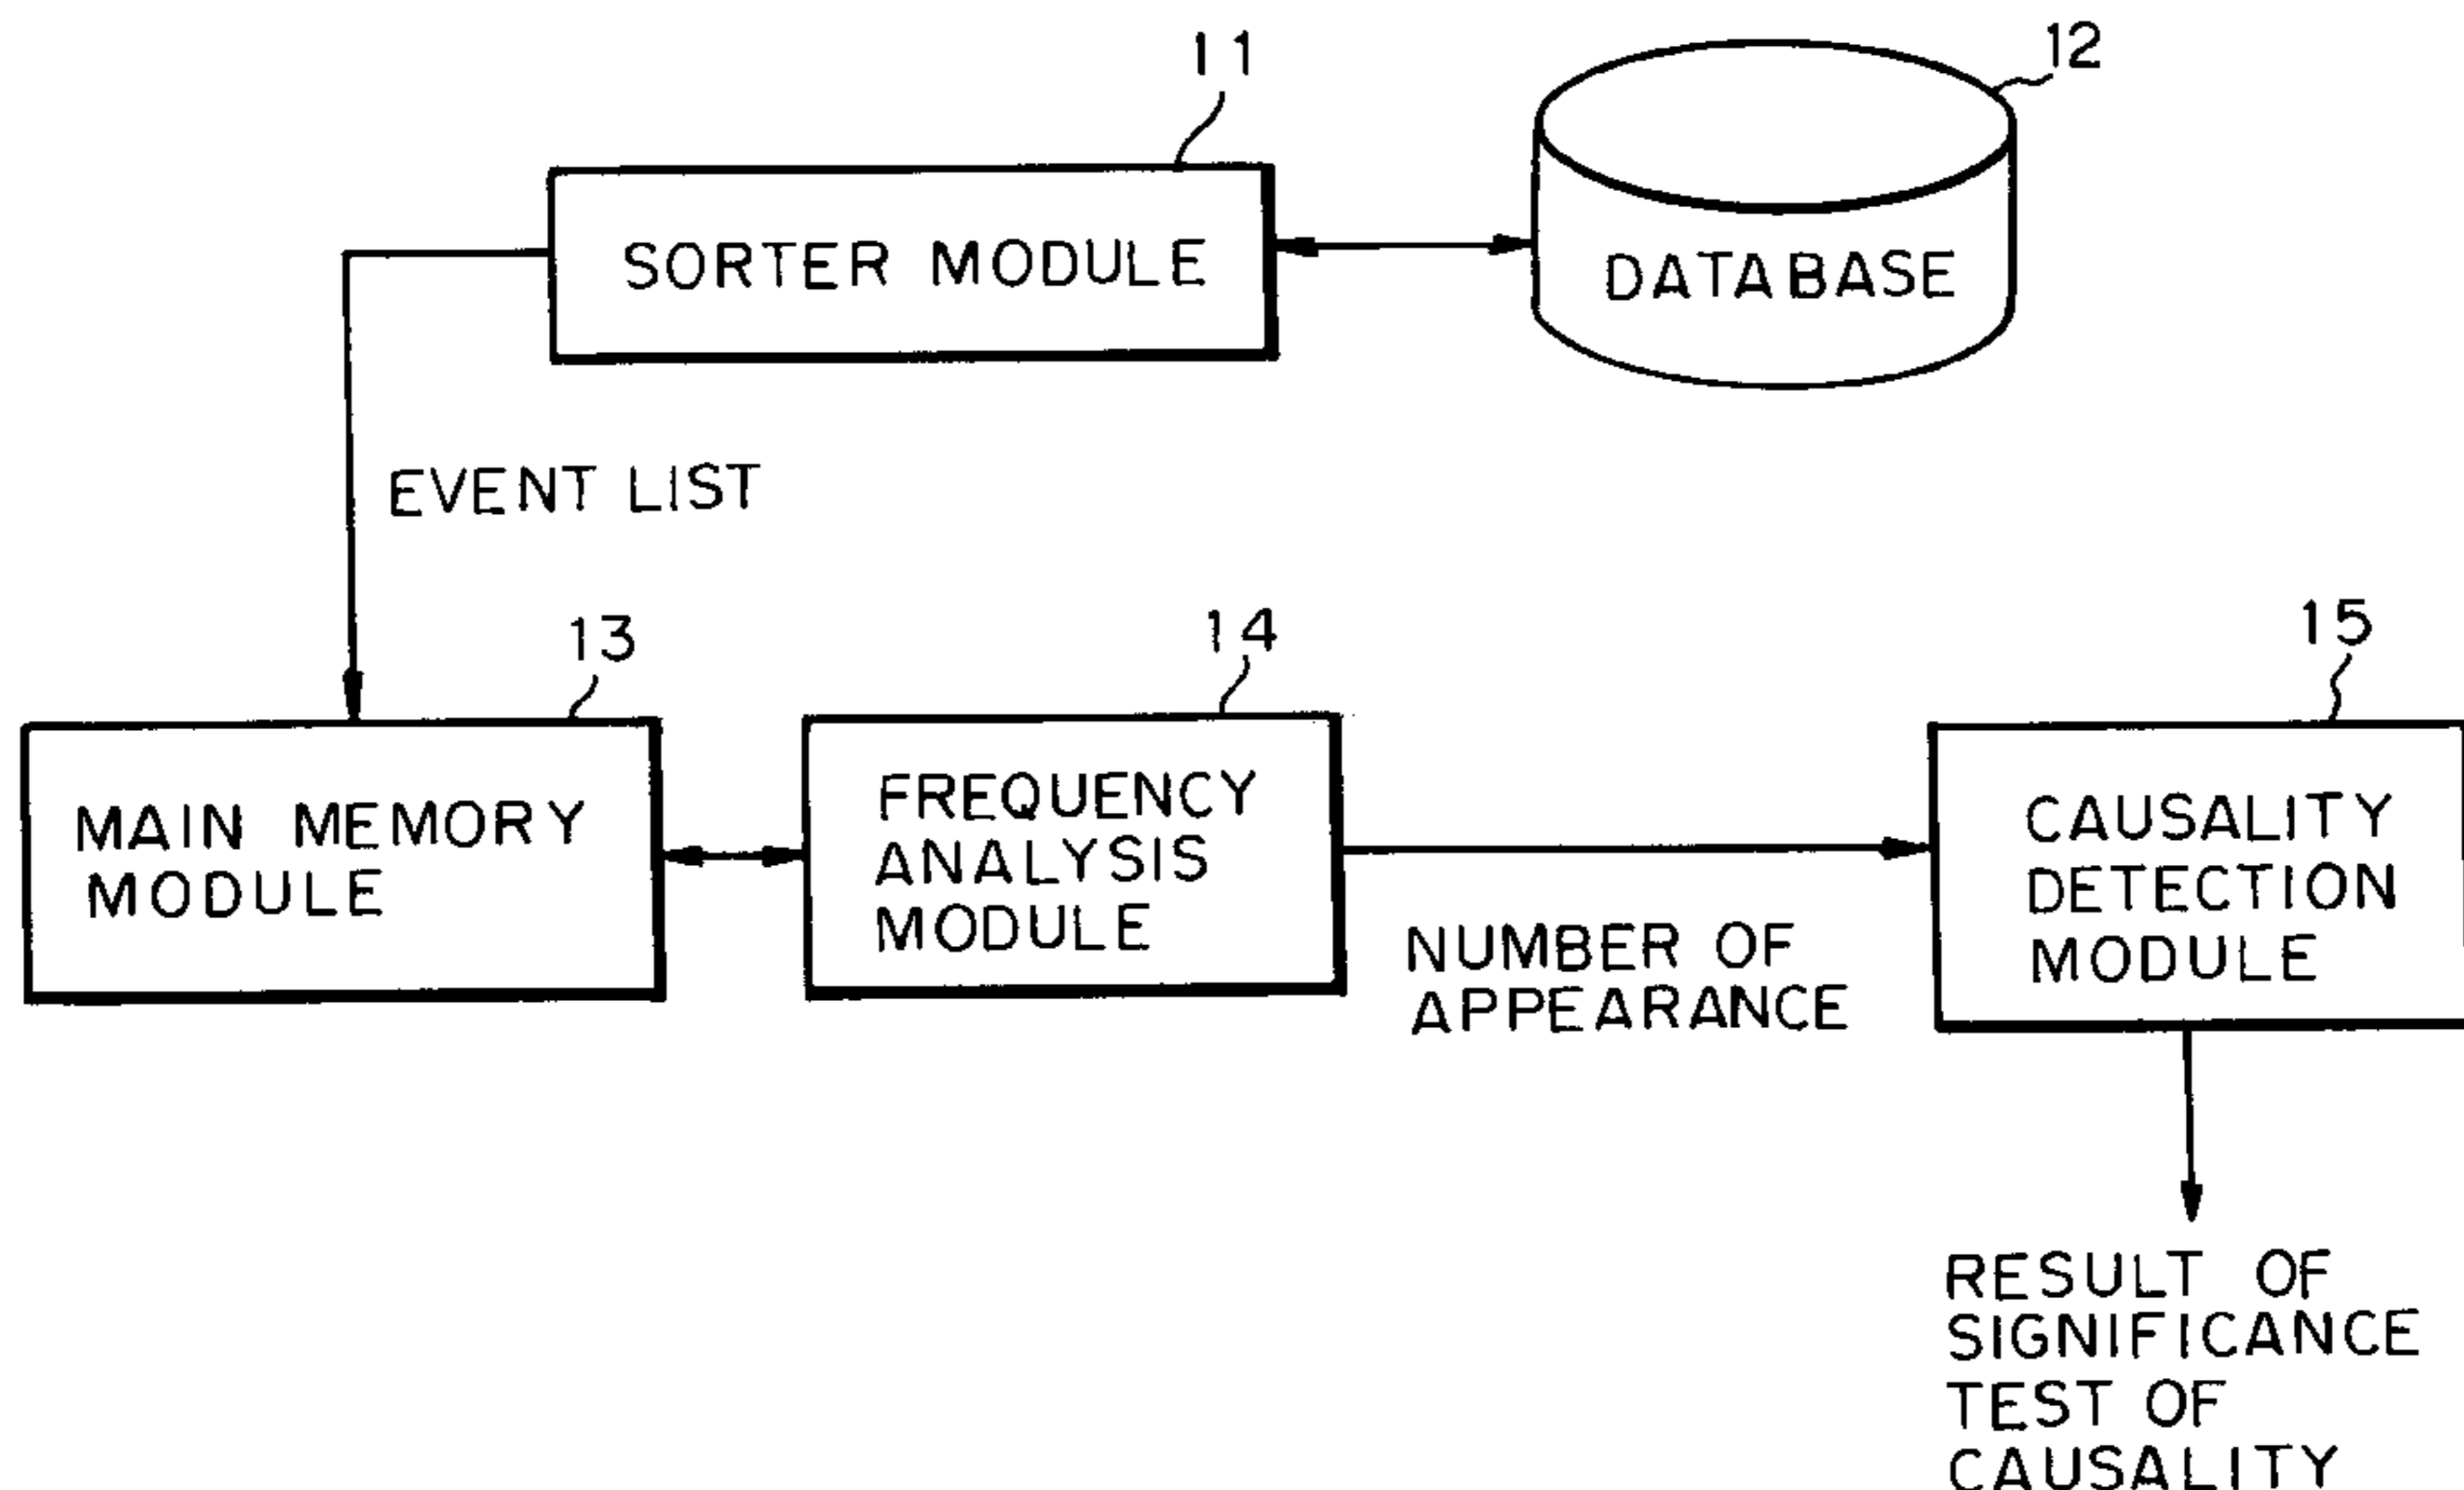 11
12
SORTER MODULE
DATABASE
EVENT LIST
13
14
15
MAIN MEMORY
MODULE
FREQUENCY
ANALYSIS
MODULE
CAUSALITY
DETECTION
MODULE
NUMBER OF
APPEARANCE
RESULT OF
SIGNIFICANCE
TEST OF
CAUSALITY